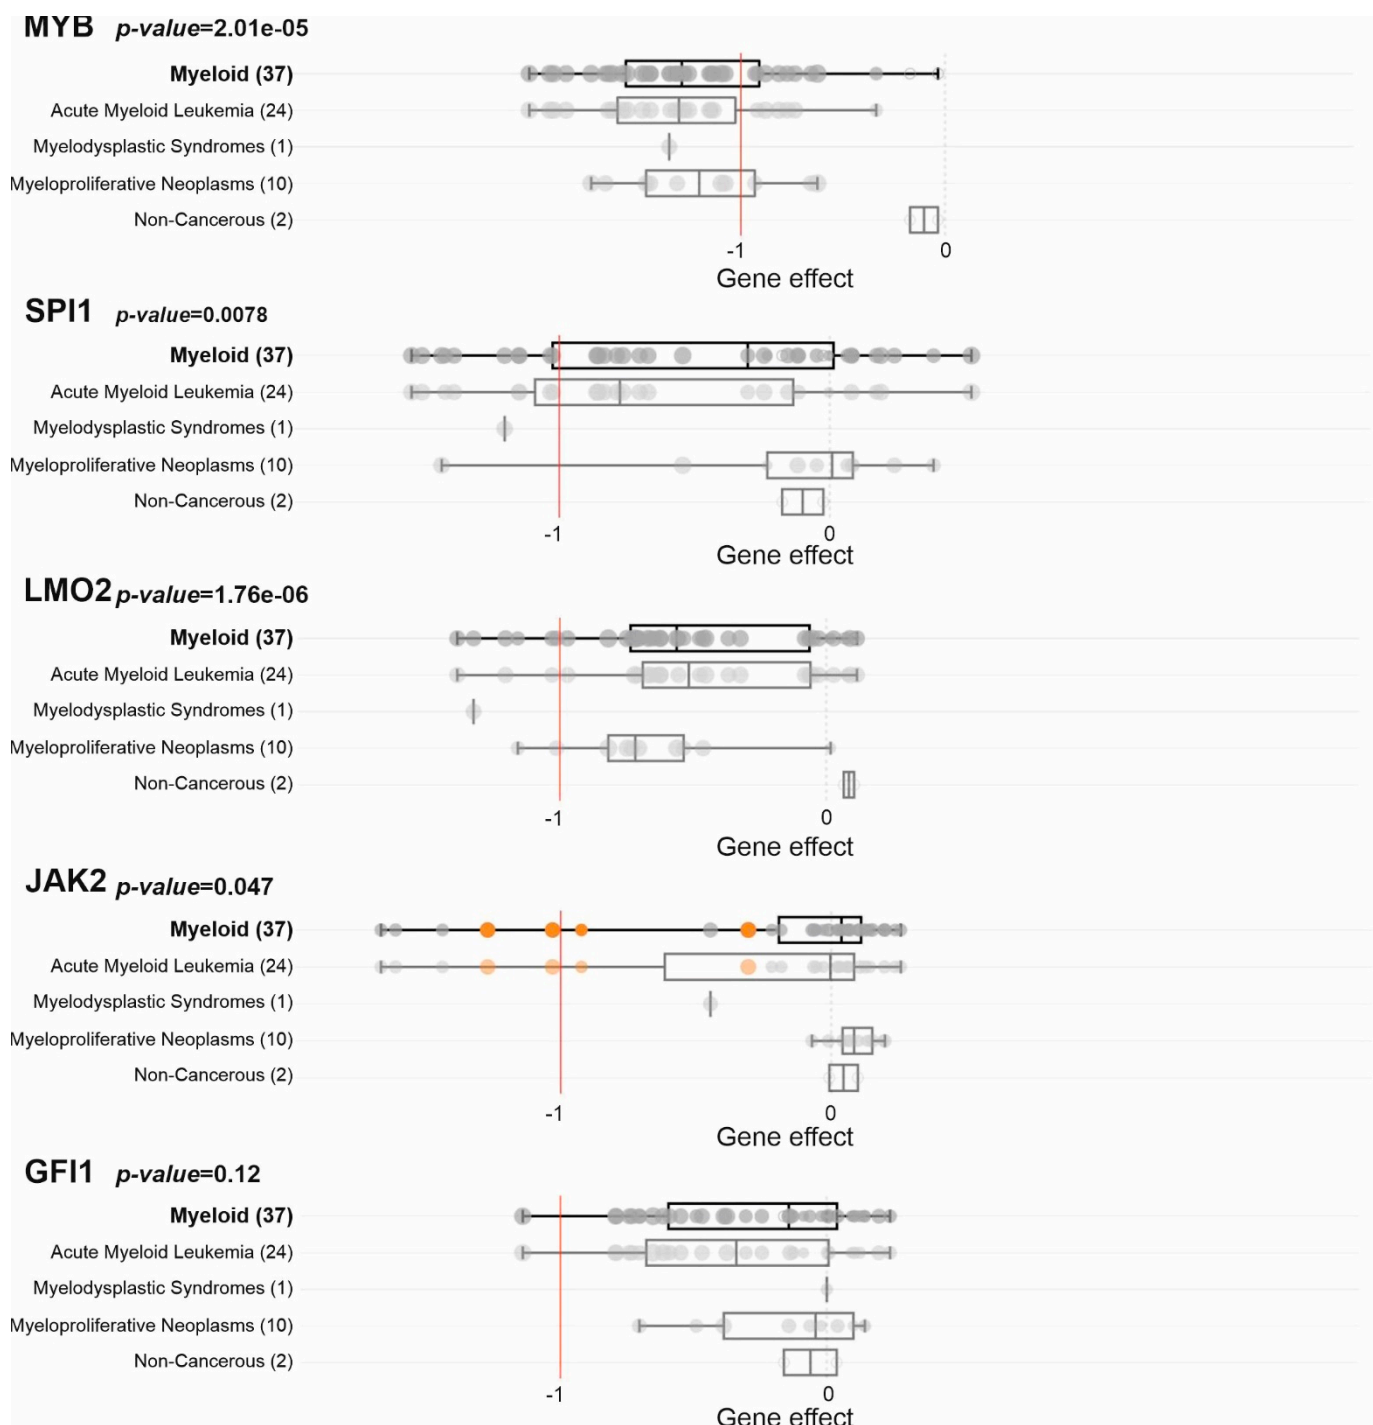 MYB p-value=2.01e-05
Myeloid (37)
Acute Myeloid Leukemia (24)
Myelodysplastic Syndromes (1)
Myeloproliferative Neoplasms (10)
Non-Cancerous (2)
-1 0
Gene effect
SPI1 p-value=0.0078
Myeloid (37)
Acute Myeloid Leukemia (24)
Myelodysplastic Syndromes (1)
Myeloproliferative Neoplasms (10)
Non-Cancerous (2)
-1 0
Gene effect
LMO2 p-value=1.76e-06
Myeloid (37)
Acute Myeloid Leukemia (24)
Myelodysplastic Syndromes (1)
Myeloproliferative Neoplasms (10)
Non-Cancerous (2)
-1 0
Gene effect
JAK2 p-value=0.047
Myeloid (37)
Acute Myeloid Leukemia (24)
Myelodysplastic Syndromes (1)
Myeloproliferative Neoplasms (10)
Non-Cancerous (2)
-1 0
Gene effect
GFI1 p-value=0.12
Myeloid (37)
Acute Myeloid Leukemia (24)
Myelodysplastic Syndromes (1)
Myeloproliferative Neoplasms (10)
Non-Cancerous (2)
-1 0
Gene effect